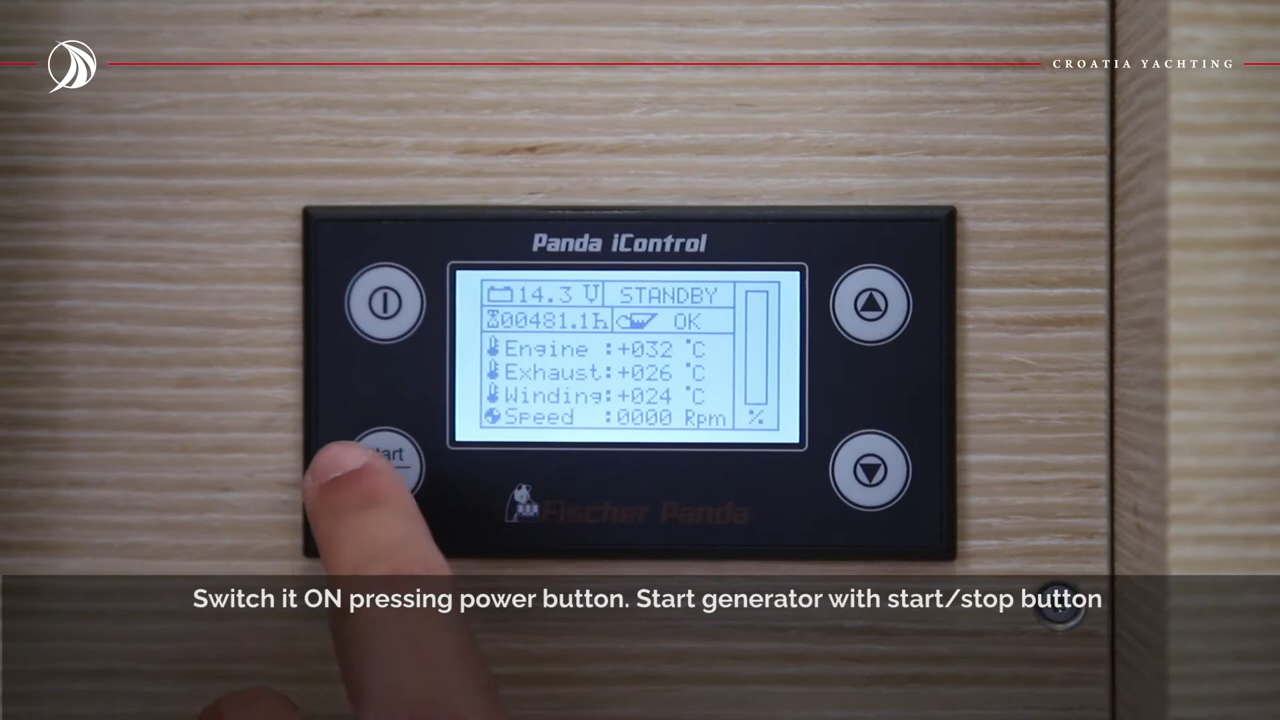 CROATIA YACHTING
Panda iControl
14.3 V STANDBY
00481.1h OK
Engine :+032 °C
Exhaust:+026 °C
Winding:+024 °C
Speed :0000 Rpm %
Fischer Panda
Switch it ON pressing power button. Start generator with start/stop button